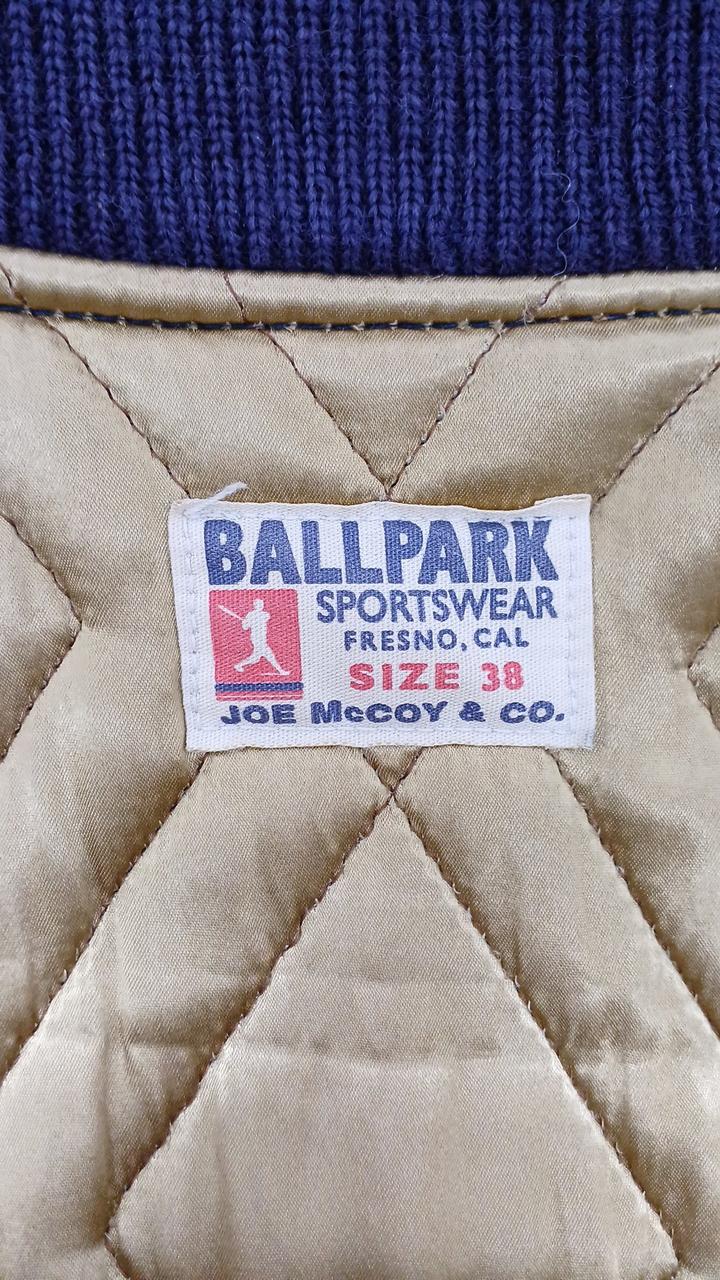 BALLPARK
SPORTSWEAR
FRESNO, CAL
SIZE 38
JOE McCOY & CO.